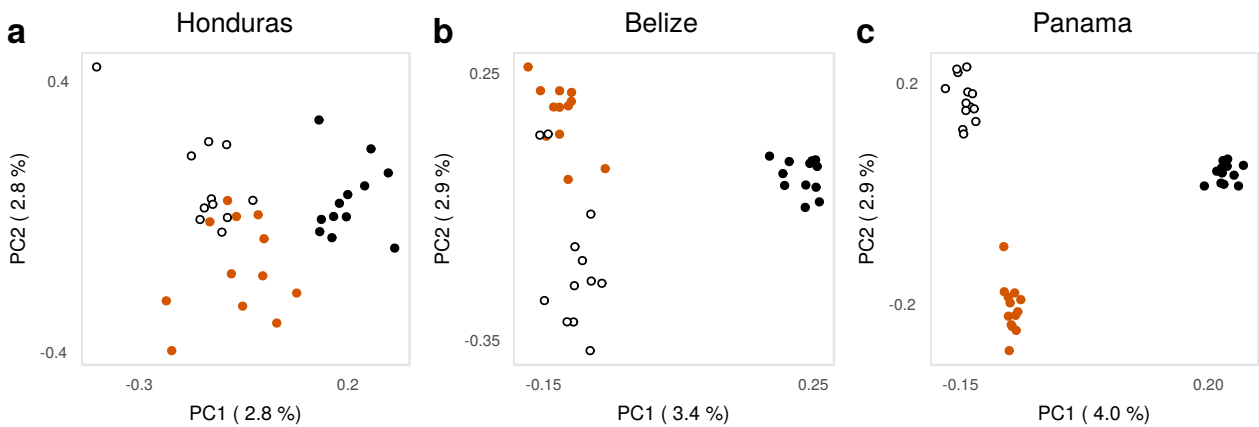 a Honduras
0.4
-0.4
-0.3 0.2
PC1 ( 2.8 %)
PC2 ( 2.8 %)
b Belize
0.25
-0.35
-0.15 0.25
PC1 ( 3.4 %)
PC2 ( 2.9 %)
c Panama
0.2
-0.2
-0.15 0.20
PC1 ( 4.0 %)
PC2 ( 2.9 %)